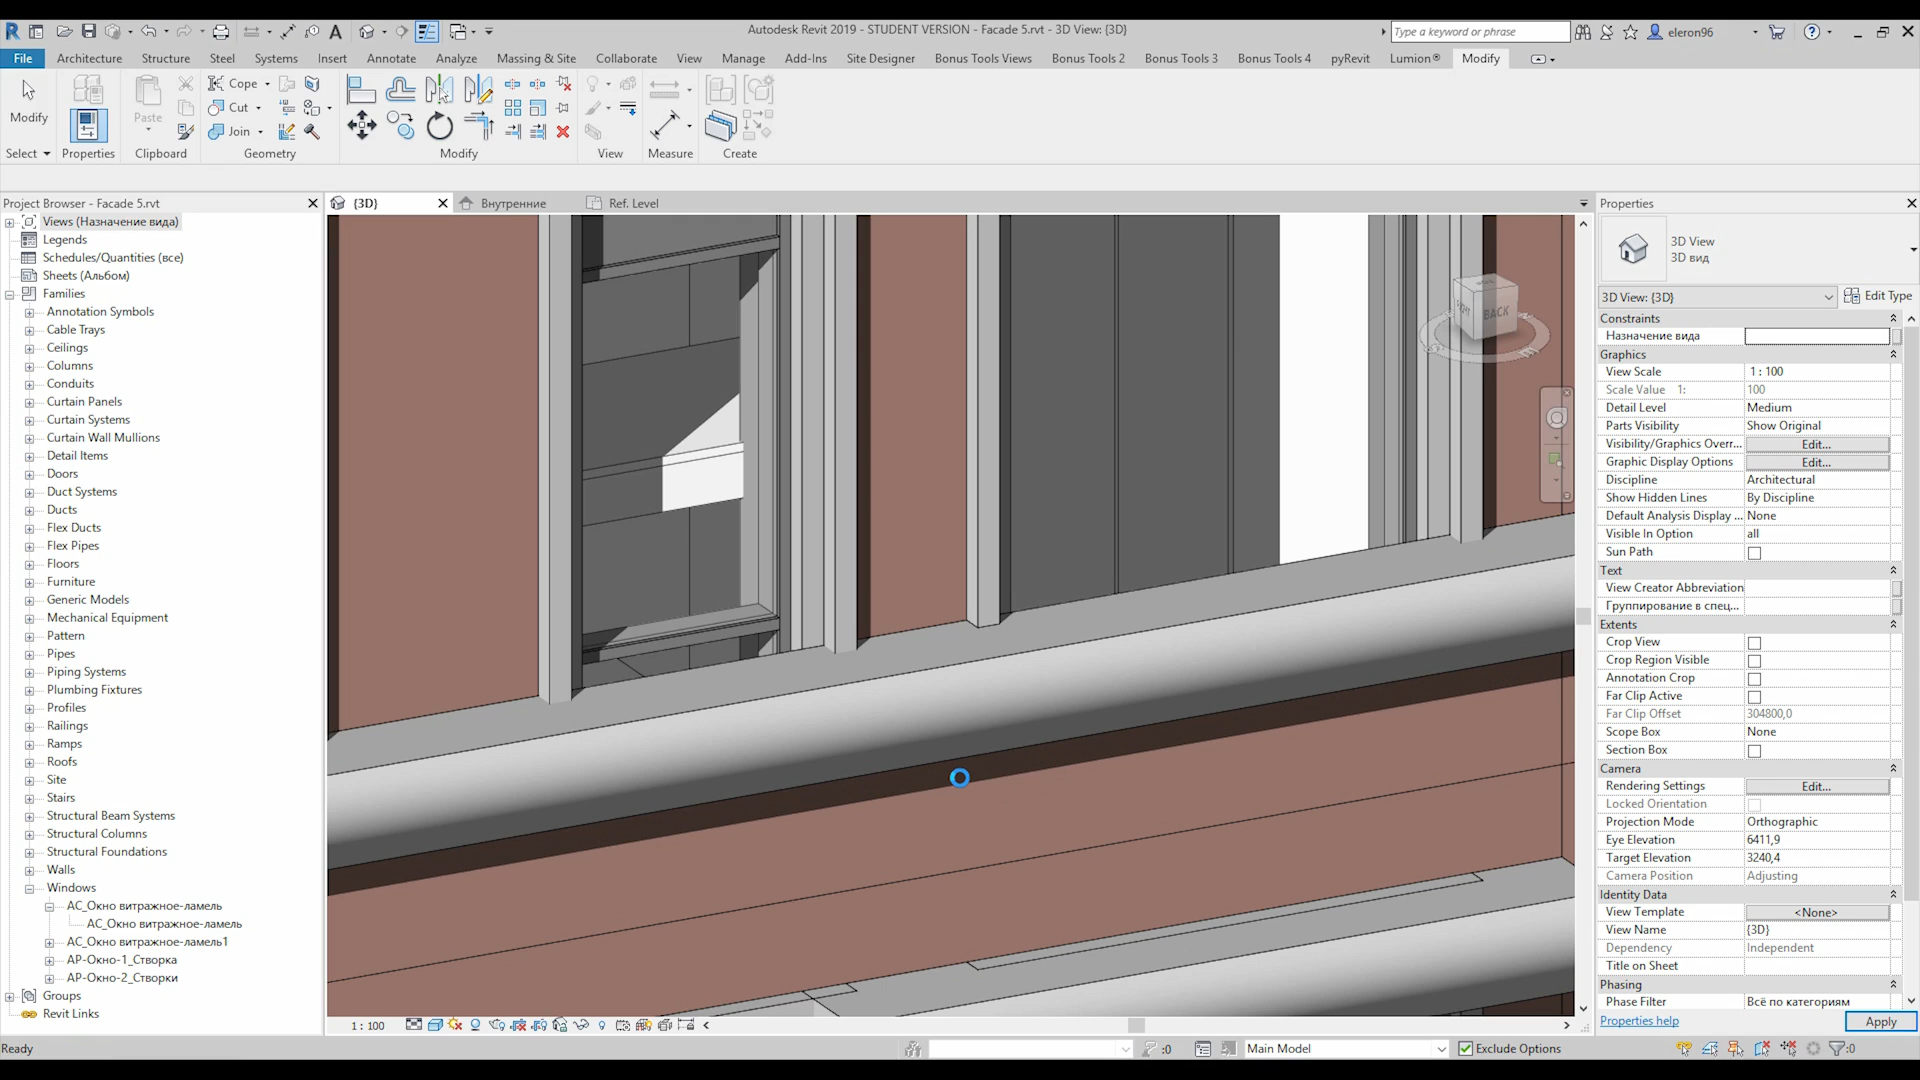 Autodesk Revit 2019 - STUDENT VERSION - Facade 5.rvt - 3D View: {3D}
Type a keyword or phrase
eleron96
File Architecture Structure Steel Systems Insert Annotate Analyze Massing & Site Collaborate View Manage Add-Ins Site Designer Bonus Tools Views Bonus Tools 2 Bonus Tools 3 Bonus Tools 4 pyRevit Lumion® Modify
Modify
Paste
Cope
Cut
Join
Select Properties Clipboard Geometry Modify View Measure Create
Project Browser - Facade 5.rvt
Views (Назначение вида)
Legends
Schedules/Quantities (все)
Sheets (Альбом)
Families
Annotation Symbols
Cable Trays
Ceilings
Columns
Conduits
Curtain Panels
Curtain Systems
Curtain Wall Mullions
Detail Items
Doors
Duct Systems
Ducts
Flex Ducts
Flex Pipes
Floors
Furniture
Generic Models
Mechanical Equipment
Pattern
Pipes
Piping Systems
Plumbing Fixtures
Profiles
Railings
Ramps
Roofs
Site
Stairs
Structural Beam Systems
Structural Columns
Structural Foundations
Walls
Windows
АС_Окно витражное-ламель
АС_Окно витражное-ламель
АС_Окно витражное-ламель1
АР-Окно-1_Створка
АР-Окно-2_Створки
Groups
Revit Links
{3D}
Внутренние
Ref. Level
BACK
1 : 100
Properties
3D View
3D вид
3D View: {3D}
Edit Type
Constraints
Назначение вида
Graphics
View Scale 1 : 100
Scale Value 1: 100
Detail Level Medium
Parts Visibility Show Original
Visibility/Graphics Overr... Edit...
Graphic Display Options Edit...
Discipline Architectural
Show Hidden Lines By Discipline
Default Analysis Display ... None
Visible In Option all
Sun Path
Text
View Creator Abbreviation
Группирование в спец...
Extents
Crop View
Crop Region Visible
Annotation Crop
Far Clip Active
Far Clip Offset 304800,0
Scope Box None
Section Box
Camera
Rendering Settings Edit...
Locked Orientation
Projection Mode Orthographic
Eye Elevation 6411,9
Target Elevation 3240,4
Camera Position Adjusting
Identity Data
View Template <None>
View Name {3D}
Dependency Independent
Title on Sheet
Phasing
Phase Filter Всё по категориям
Properties help
Apply
Ready
:0
Main Model
Exclude Options
:0